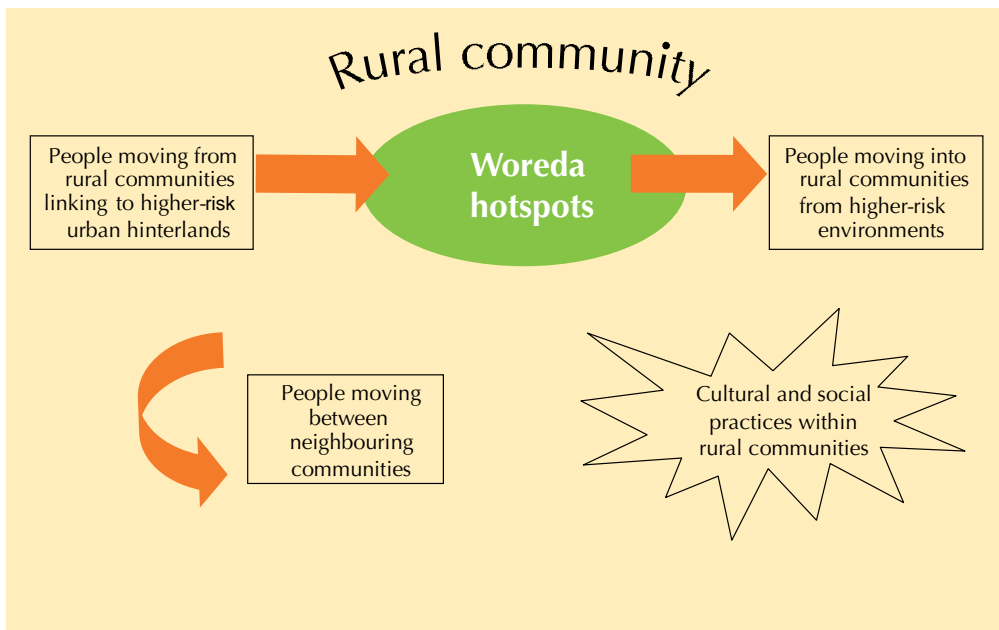 Rural community
People moving from
rural communities
linking to higher-risk
urban hinterlands
Woreda
hotspots
People moving into
rural communities
from higher-risk
environments
People moving
between
neighbouring
communities
Cultural and social
practices within
rural communities